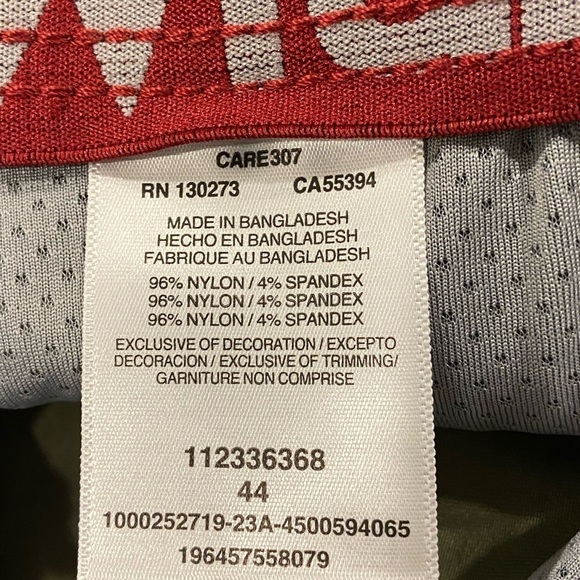 CARE307
RN 130273 CA55394
MADE IN BANGLADESH
HECHO EN BANGLADESH
FABRIQUE AU BANGLADESH
96% NYLON / 4% SPANDEX
96% NYLON / 4% SPANDEX
96% NYLON / 4% SPANDEX
EXCLUSIVE OF DECORATION / EXCEPTO
DECORACION / EXCLUSIVE OF TRIMMING/
GARNITURE NON COMPRISE
112336368
44
1000252719-23A-4500594065
196457558079